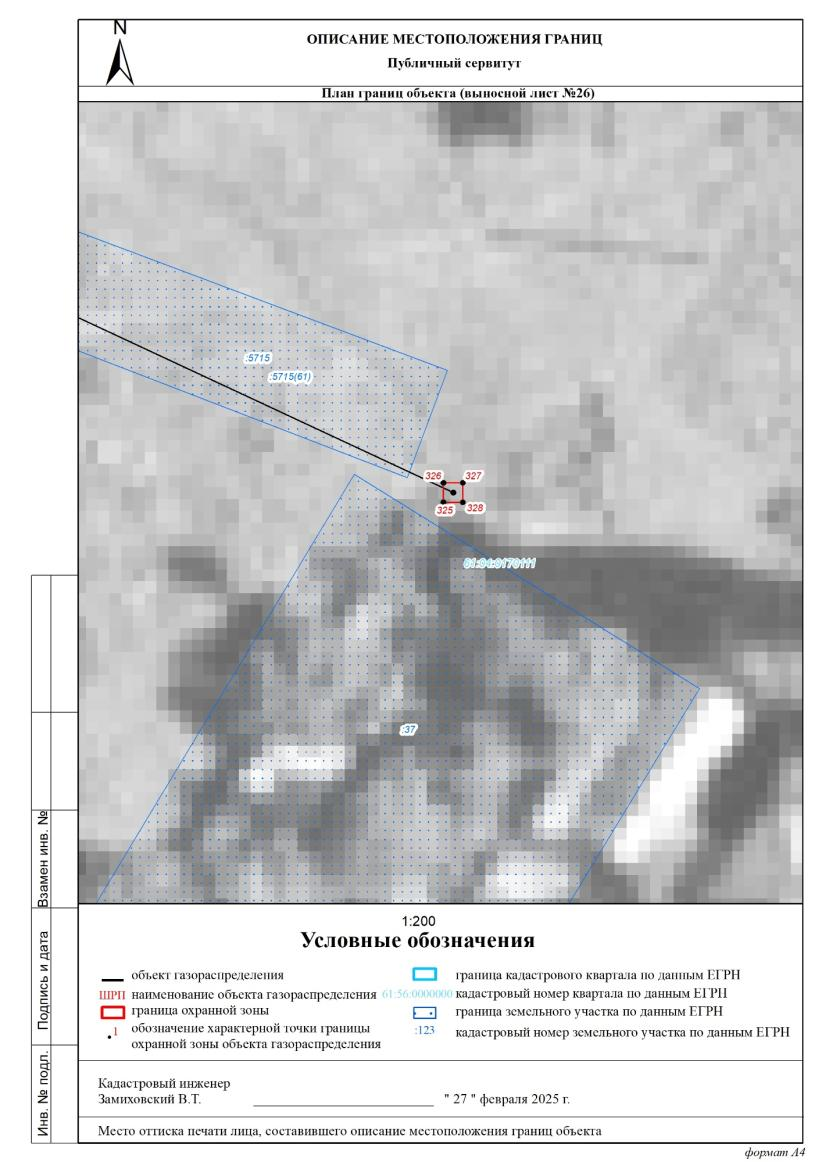 N
ОПИСАНИЕ МЕСТОПОЛОЖЕНИЯ ГРАНИЦ
Публичный сервитут
План границ объекта (выносной лист №26)
:5715
:5715(61)
326
327
325
328
61:04:0170111
:37
1:200
Условные обозначения
объект газораспределения
ШРП наименование объекта газораспределения
граница охранной зоны
1 обозначение характерной точки границы
охранной зоны объекта газораспределения
граница кадастрового квартала по данным ЕГРН
61:56:0000000 кадастровый номер квартала по данным ЕГРН
граница земельного участка по данным ЕГРН
:123 кадастровый номер земельного участка по данным ЕГРН
Кадастровый инженер
Замиховский В.Т. " 27 " февраля 2025 г.
Место оттиска печати лица, составившего описание местоположения границ объекта
формат А4
Взамен инв. №
Подпись и дата
Инв. № подл.